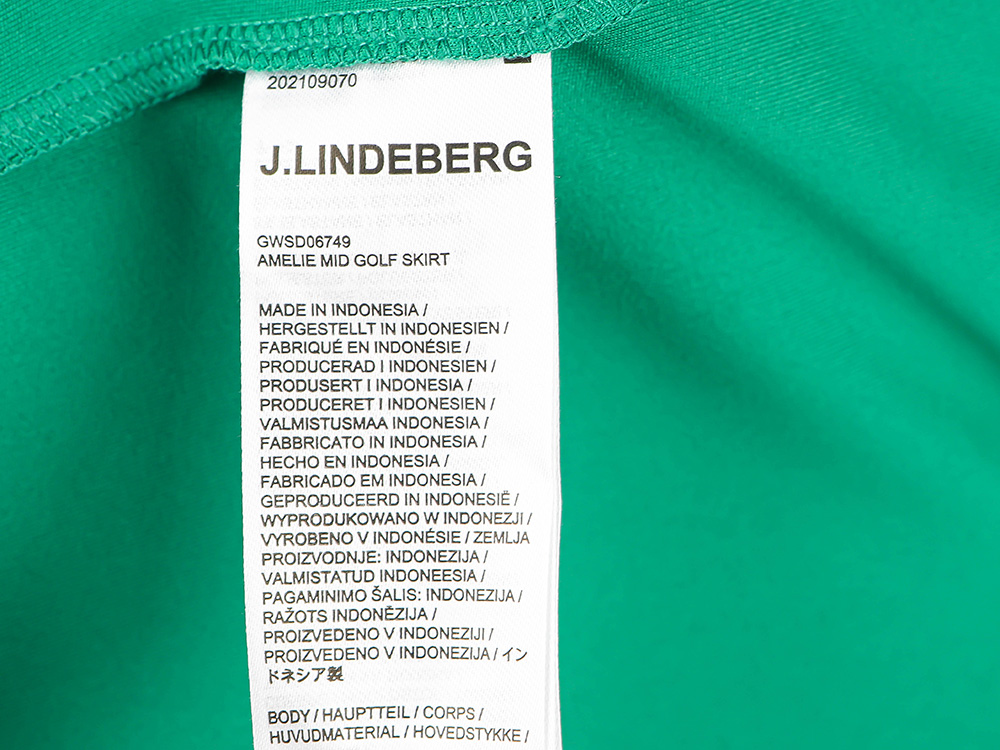 202109070
J.LINDEBERG
GWSD06749
AMELIE MID GOLF SKIRT
MADE IN INDONESIA /
HERGESTELLT IN INDONESIEN /
FABRIQUÉ EN INDONÉSIE /
PRODUCERAD I INDONESIEN /
PRODUSERT I INDONESIA /
PRODUCERET I INDONESIEN /
VALMISTUSMAA INDONESIA /
FABBRICATO IN INDONESIA /
HECHO EN INDONESIA /
FABRICADO EM INDONESIA /
GEPRODUCEERD IN INDONESIË /
WYPRODUKOWANO W INDONEZJI /
VYROBENO V INDONÉSIE / ZEMLJA
PROIZVODNJE: INDONEZIJA /
VALMISTATUD INDONEESIA /
PAGAMINIMO ŠALIS: INDONEZIJA /
RAŽOTS INDONĒZIJA /
PROIZVEDENO V INDONEZIJI /
PROIZVEDENO V INDONEZIJA / イン
ドネシア製
BODY / HAUPTTEIL / CORPS /
HUVUDMATERIAL / HOVEDSTYKKE /